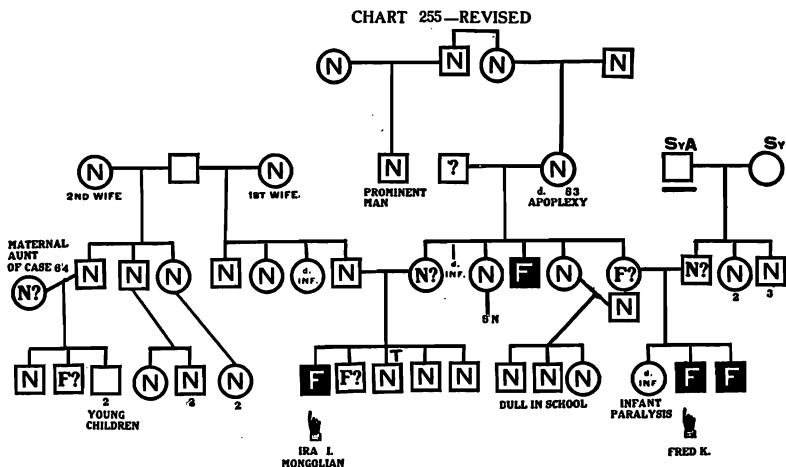 CHART 255—REVISED
N N N N
SYA SY
N N N ? N
2ND WIFE 1ST WIFE. PROMINENT MAN d. 83 APOPLEXY
MATERNAL AUNT OF CASE 64
N? N N N N N d. INF. N N? d. INF. N F N F? N? N N
6 N N 2 3
T
N F? N N N F F? N N N N N N d. INF F F
2 2
YOUNG CHILDREN DULL IN SCHOOL INFANT PARALYSIS
IRA I. MONGOLIAN FRED K.